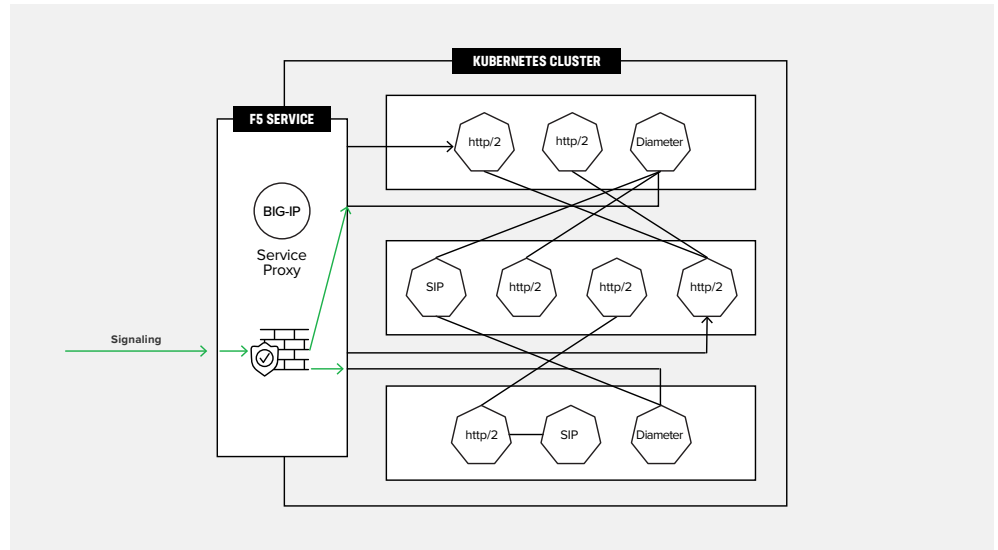 KUBERNETES CLUSTER
F5 SERVICE
http/2
http/2
Diameter
BIG-IP
Service
Proxy
SIP
http/2
http/2
http/2
Signaling
http/2
SIP
Diameter